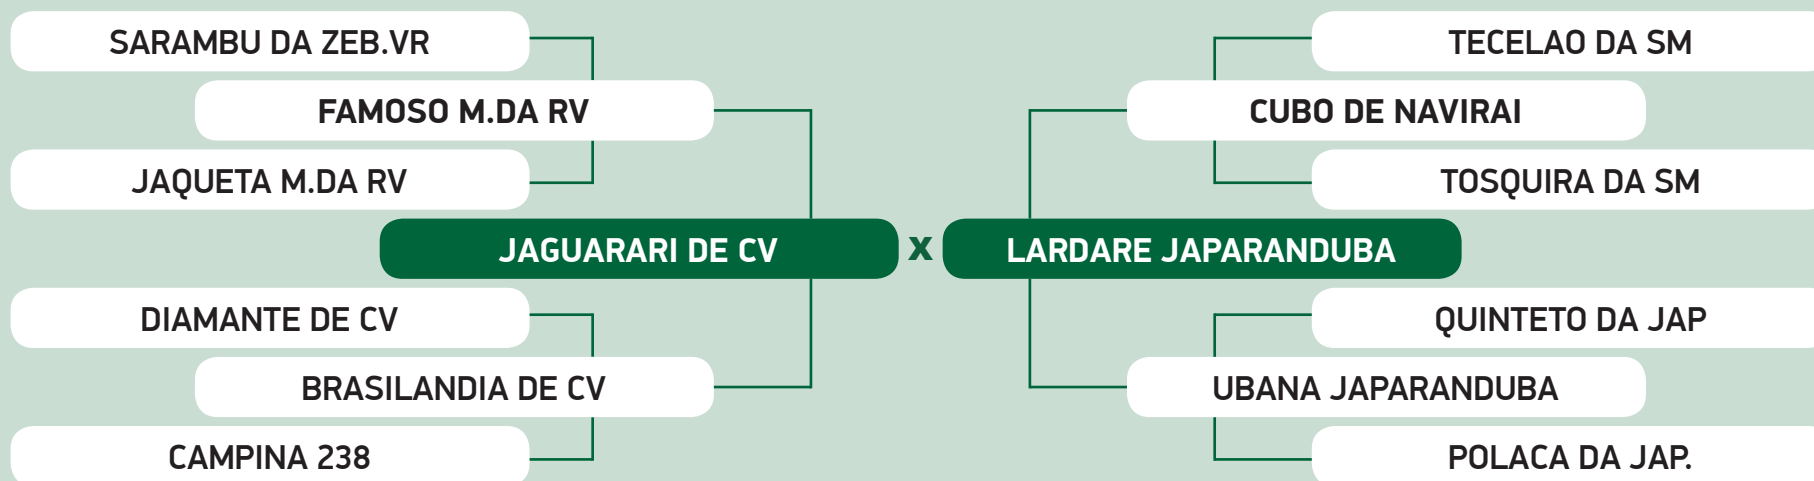 SARAMBU DA ZEB.VR
TECELAO DA SM
FAMOSO M.DA RV
CUBO DE NAVIRAI
JAQUETA M.DA RV
TOSQUIRA DA SM
JAGUARARI DE CV X LARDARE JAPARANDUBA
DIAMANTE DE CV
QUINTETO DA JAP
BRASILANDIA DE CV
UBANA JAPARANDUBA
CAMPINA 238
POLACA DA JAP.